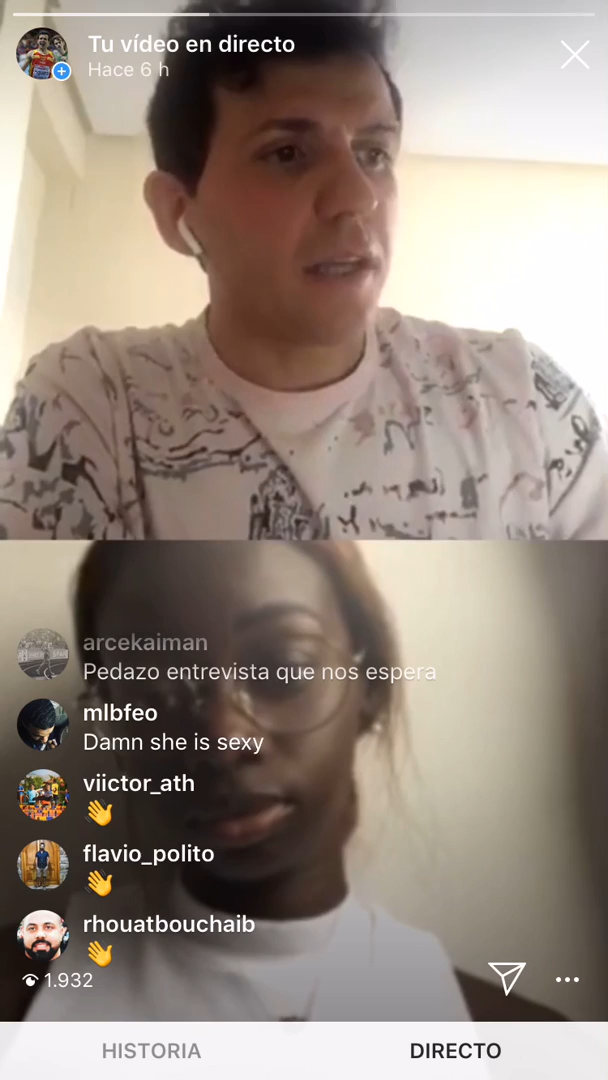 Tu vídeo en directo
Hace 6 h
arcekaiman
Pedazo entrevista que nos espera
mlbfeo
Damn she is sexy
viictor_ath
👋
flavio_polito
👋
rhouatbouchaib
👋
1.932
HISTORIA
DIRECTO